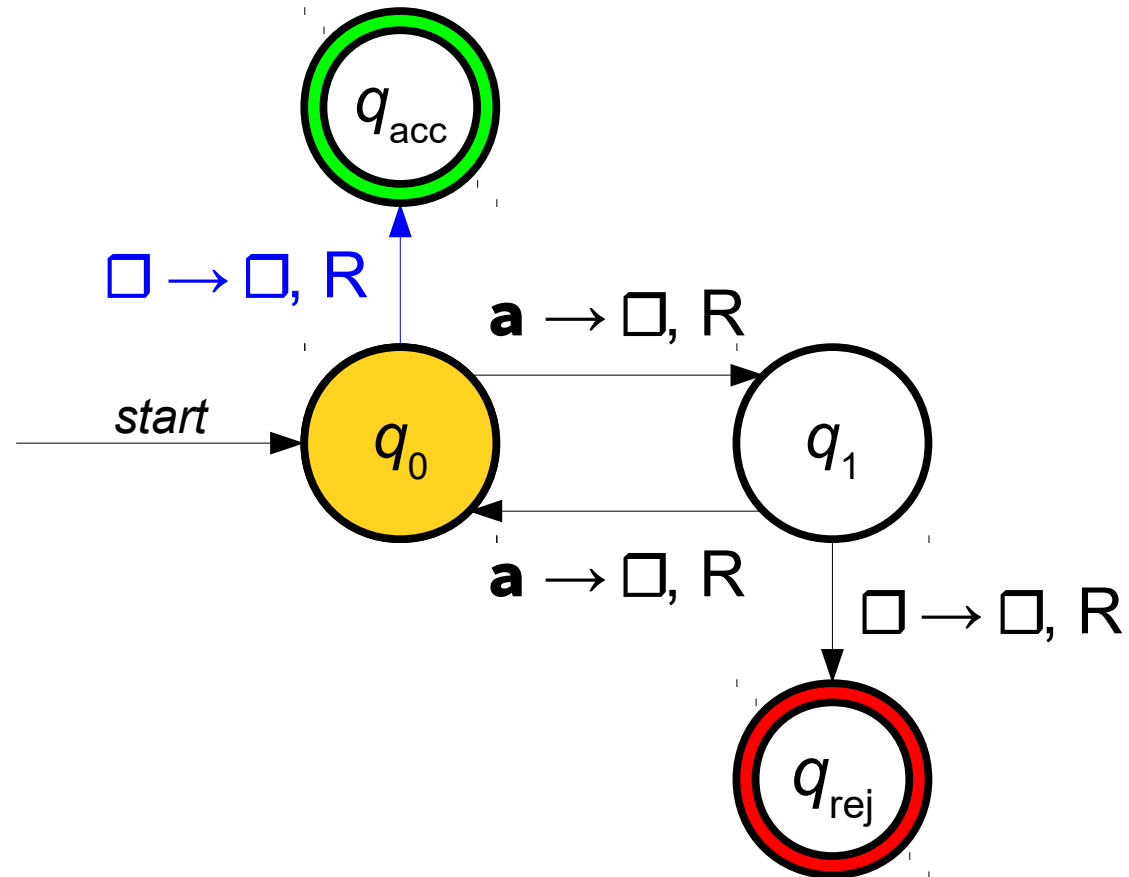 q_acc
☐ → ☐, R
a → ☐, R
start
q_0
q_1
a → ☐, R
☐ → ☐, R
q_rej